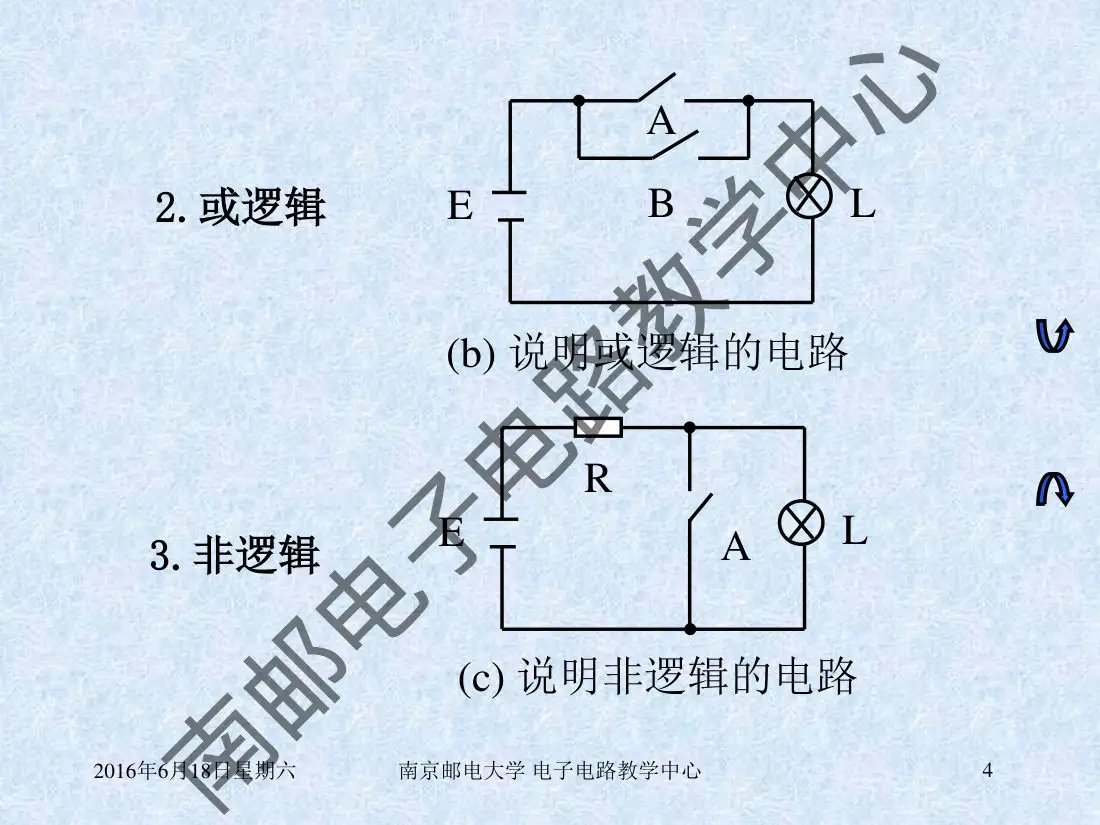 A
2.或逻辑
E
B
L
(b) 说明或逻辑的电路
R
E
A
L
3.非逻辑
(c) 说明非逻辑的电路
南邮电子电路教学中心
2016年6月18日星期六
南京邮电大学 电子电路教学中心
4